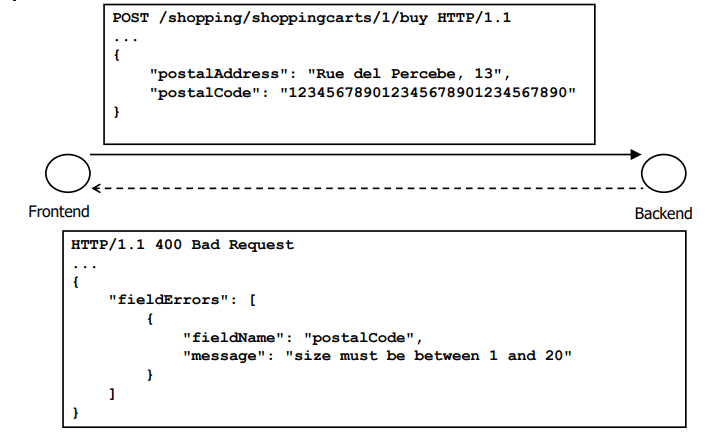 POST /shopping/shoppingcarts/1/buy HTTP/1.1
...
{
"postalAddress": "Rue del Percebe, 13",
"postalCode": "123456789012345678901234567890"
}
Frontend
Backend
HTTP/1.1 400 Bad Request
...
{
"fieldErrors": [
{
"fieldName": "postalCode",
"message": "size must be between 1 and 20"
}
]
}